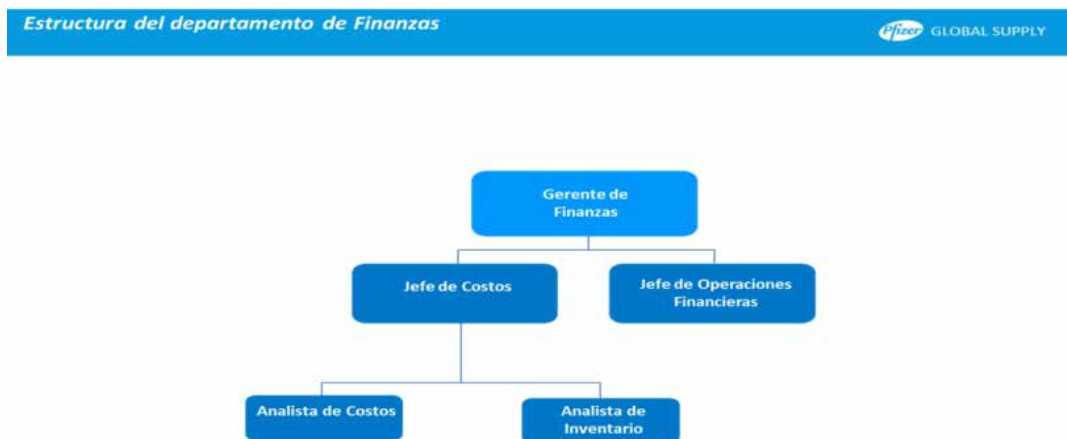 Estructura del departamento de Finanzas
Pfizer GLOBAL SUPPLY
Gerente de
Finanzas
Jefe de Costos
Jefe de Operaciones
Financieras
Analista de Costos
Analista de
Inventario